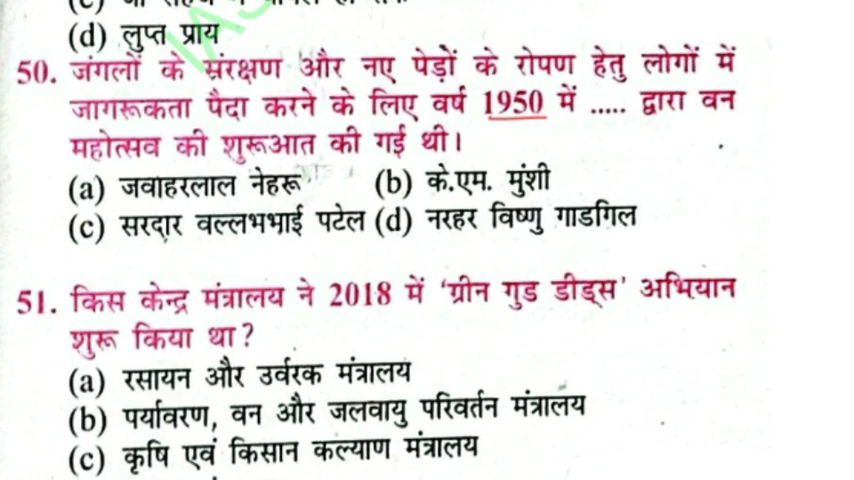 (d) लुप्त प्राय
50. जंगलों के संरक्षण और नए पेड़ों के रोपण हेतु लोगों में
जागरूकता पैदा करने के लिए वर्ष 1950 में ..... द्वारा वन
महोत्सव की शुरूआत की गई थी।
(a) जवाहरलाल नेहरू (b) के.एम. मुंशी
(c) सरदार वल्लभभाई पटेल (d) नरहर विष्णु गाडगिल
51. किस केन्द्र मंत्रालय ने 2018 में ‘ग्रीन गुड डीड्स’ अभियान
शुरू किया था?
(a) रसायन और उर्वरक मंत्रालय
(b) पर्यावरण, वन और जलवायु परिवर्तन मंत्रालय
(c) कृषि एवं किसान कल्याण मंत्रालय